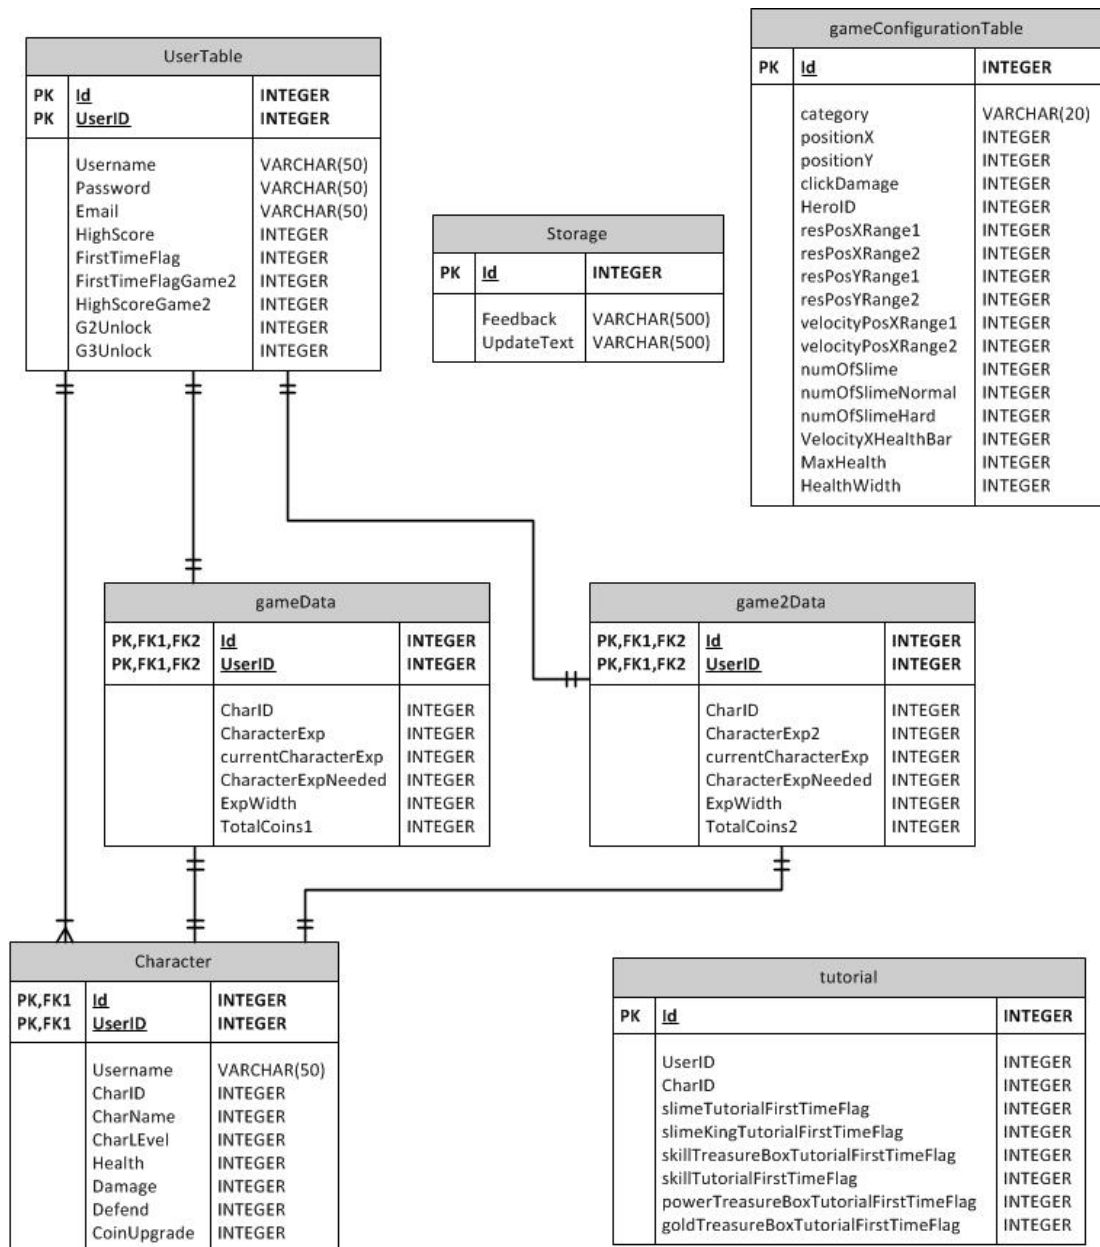 UserTable
PK Id INTEGER
PK UserID INTEGER
Username VARCHAR(50)
Password VARCHAR(50)
Email VARCHAR(50)
HighScore INTEGER
FirstTimeFlag INTEGER
FirstTimeFlagGame2 INTEGER
HighScoreGame2 INTEGER
G2Unlock INTEGER
G3Unlock INTEGER
gameConfigurationTable
PK Id INTEGER
category VARCHAR(20)
positionX INTEGER
positionY INTEGER
clickDamage INTEGER
HeroID INTEGER
resPosXRange1 INTEGER
resPosXRange2 INTEGER
resPosYRange1 INTEGER
resPosYRange2 INTEGER
velocityPosXRange1 INTEGER
velocityPosXRange2 INTEGER
numOfSlime INTEGER
numOfSlimeNormal INTEGER
numOfSlimeHard INTEGER
VelocityXHealthBar INTEGER
MaxHealth INTEGER
HealthWidth INTEGER
Storage
PK Id INTEGER
Feedback VARCHAR(500)
UpdateText VARCHAR(500)
gameData
PK,FK1,FK2 Id INTEGER
PK,FK1,FK2 UserID INTEGER
CharID INTEGER
CharacterExp INTEGER
currentCharacterExp INTEGER
CharacterExpNeeded INTEGER
ExpWidth INTEGER
TotalCoins1 INTEGER
game2Data
PK,FK1,FK2 Id INTEGER
PK,FK1,FK2 UserID INTEGER
CharID INTEGER
CharacterExp2 INTEGER
currentCharacterExp INTEGER
CharacterExpNeeded INTEGER
ExpWidth INTEGER
TotalCoins2 INTEGER
Character
PK,FK1 Id INTEGER
PK,FK1 UserID INTEGER
Username VARCHAR(50)
CharID INTEGER
CharName INTEGER
CharLEvel INTEGER
Health INTEGER
Damage INTEGER
Defend INTEGER
CoinUpgrade INTEGER
tutorial
PK Id INTEGER
UserID INTEGER
CharID INTEGER
slimeTutorialFirstTimeFlag INTEGER
slimeKingTutorialFirstTimeFlag INTEGER
skillTreasureBoxTutorialFirstTimeFlag INTEGER
skillTutorialFirstTimeFlag INTEGER
powerTreasureBoxTutorialFirstTimeFlag INTEGER
goldTreasureBoxTutorialFirstTimeFlag INTEGER